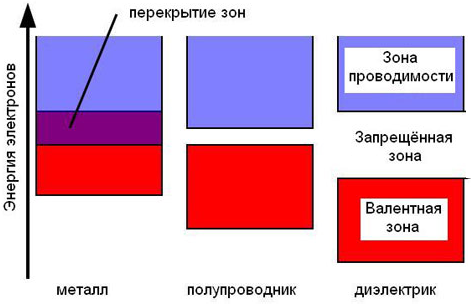 перекрытие зон
Энергия электронов
Зона
проводимости
Запрещённая
зона
Валентная
зона
металл
полупроводник
диэлектрик